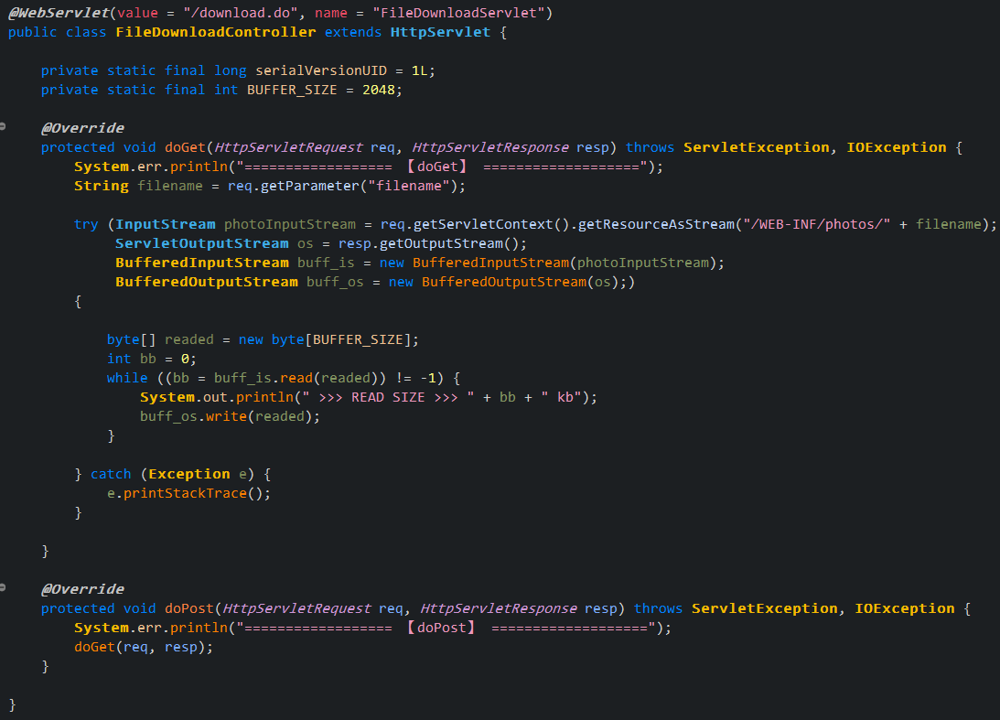 @WebServlet(value = "/download.do", name = "FileDownloadServlet")
public class FileDownloadController extends HttpServlet {
private static final long serialVersionUID = 1L;
private static final int BUFFER_SIZE = 2048;
@Override
protected void doGet(HttpServletRequest req, HttpServletResponse resp) throws ServletException, IOException {
System.err.println("================== 【doGet】 ===================");
String filename = req.getParameter("filename");
try (InputStream photoInputStream = req.getServletContext().getResourceAsStream("/WEB-INF/photos/" + filename);
ServletOutputStream os = resp.getOutputStream();
BufferedInputStream buff_is = new BufferedInputStream(photoInputStream);
BufferedOutputStream buff_os = new BufferedOutputStream(os);)
{
byte[] readed = new byte[BUFFER_SIZE];
int bb = 0;
while ((bb = buff_is.read(readed)) != -1) {
System.out.println(" >>> READ SIZE >>> " + bb + " kb");
buff_os.write(readed);
}
} catch (Exception e) {
e.printStackTrace();
}
}
@Override
protected void doPost(HttpServletRequest req, HttpServletResponse resp) throws ServletException, IOException {
System.err.println("================== 【doPost】 ===================");
doGet(req, resp);
}
}